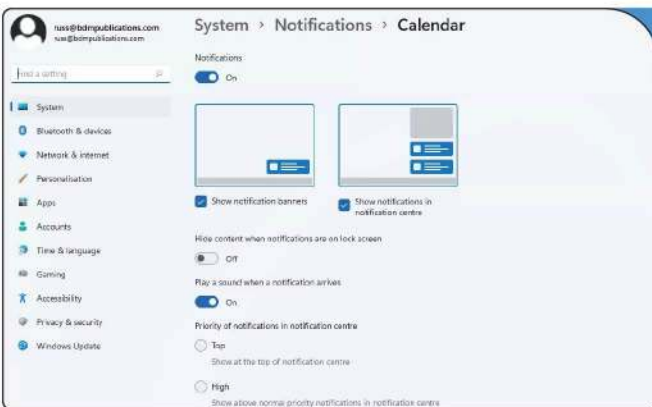 russ@bdmpublications.com
russ@bdmpublications.com
Find a setting
System
Bluetooth & devices
Network & internet
Personalisation
Apps
Accounts
Time & language
Gaming
Accessibility
Privacy & security
Windows Update
System > Notifications > Calendar
Notifications
On
Show notification banners
Show notifications in
notification centre
Hide content when notifications are on lock screen
Off
Play a sound when a notification arrives
On
Priority of notifications in notification centre
Top
Show at the top of notification centre
High
Show above normal priority notifications in notification centre